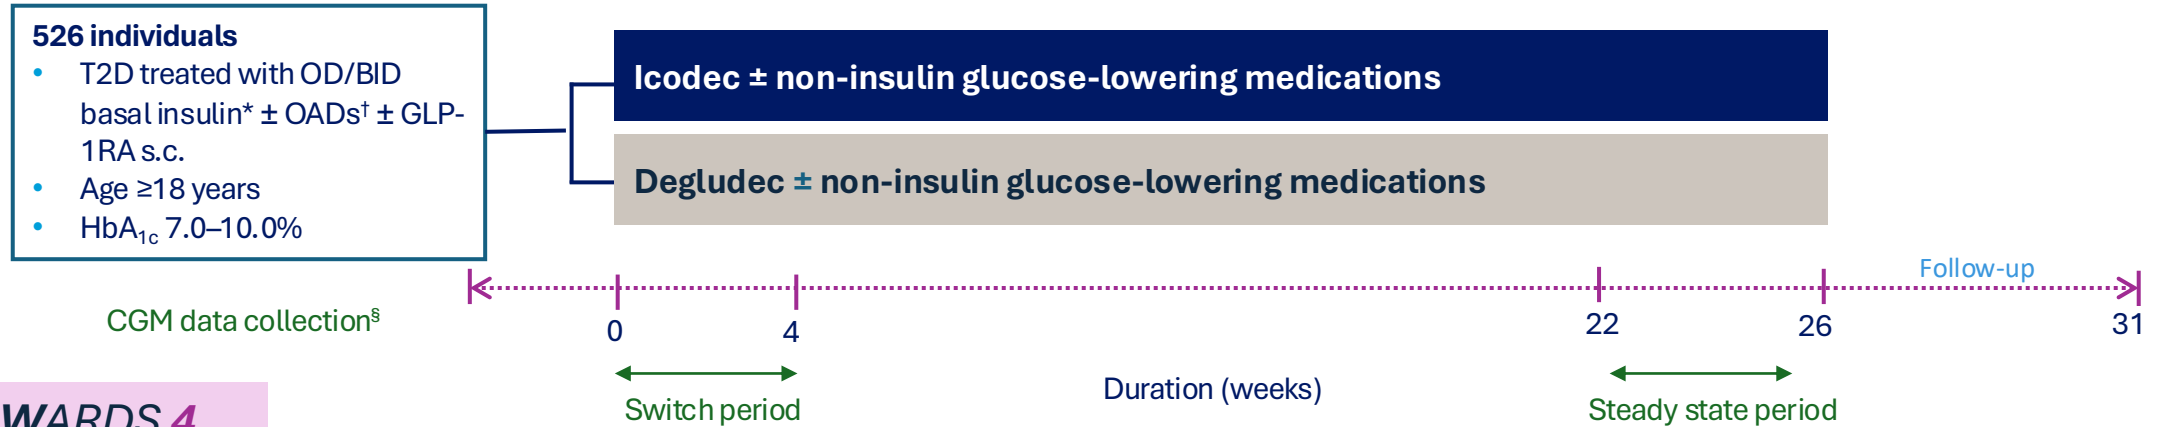 526 individuals
• T2D treated with OD/BID
basal insulin* ± OADs† ± GLP-
1RA s.c.
• Age ≥18 years
• HbA1c 7.0–10.0%
Icodec ± non-insulin glucose-lowering medications
Degludec ± non-insulin glucose-lowering medications
Follow-up
CGM data collection§
0
4
22
26
31
Duration (weeks)
Switch period
Steady state period
WARDS 4